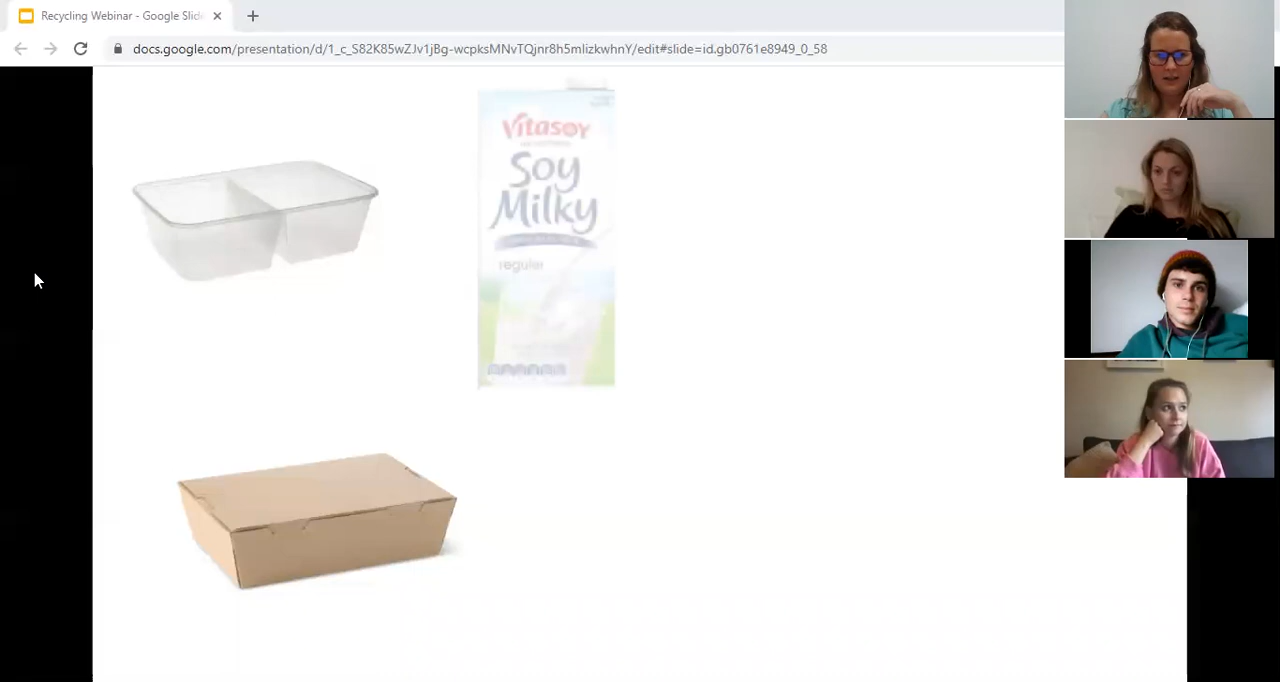 Recycling Webinar - Google Slid
docs.google.com/presentation/d/1_c_S82K85wZJv1jBg-wcpksMNvTQjnr8h5mlizkwhnY/edit#slide=id.gb0761e8949_0_58
Vitasoy
Soy
Milky
regular